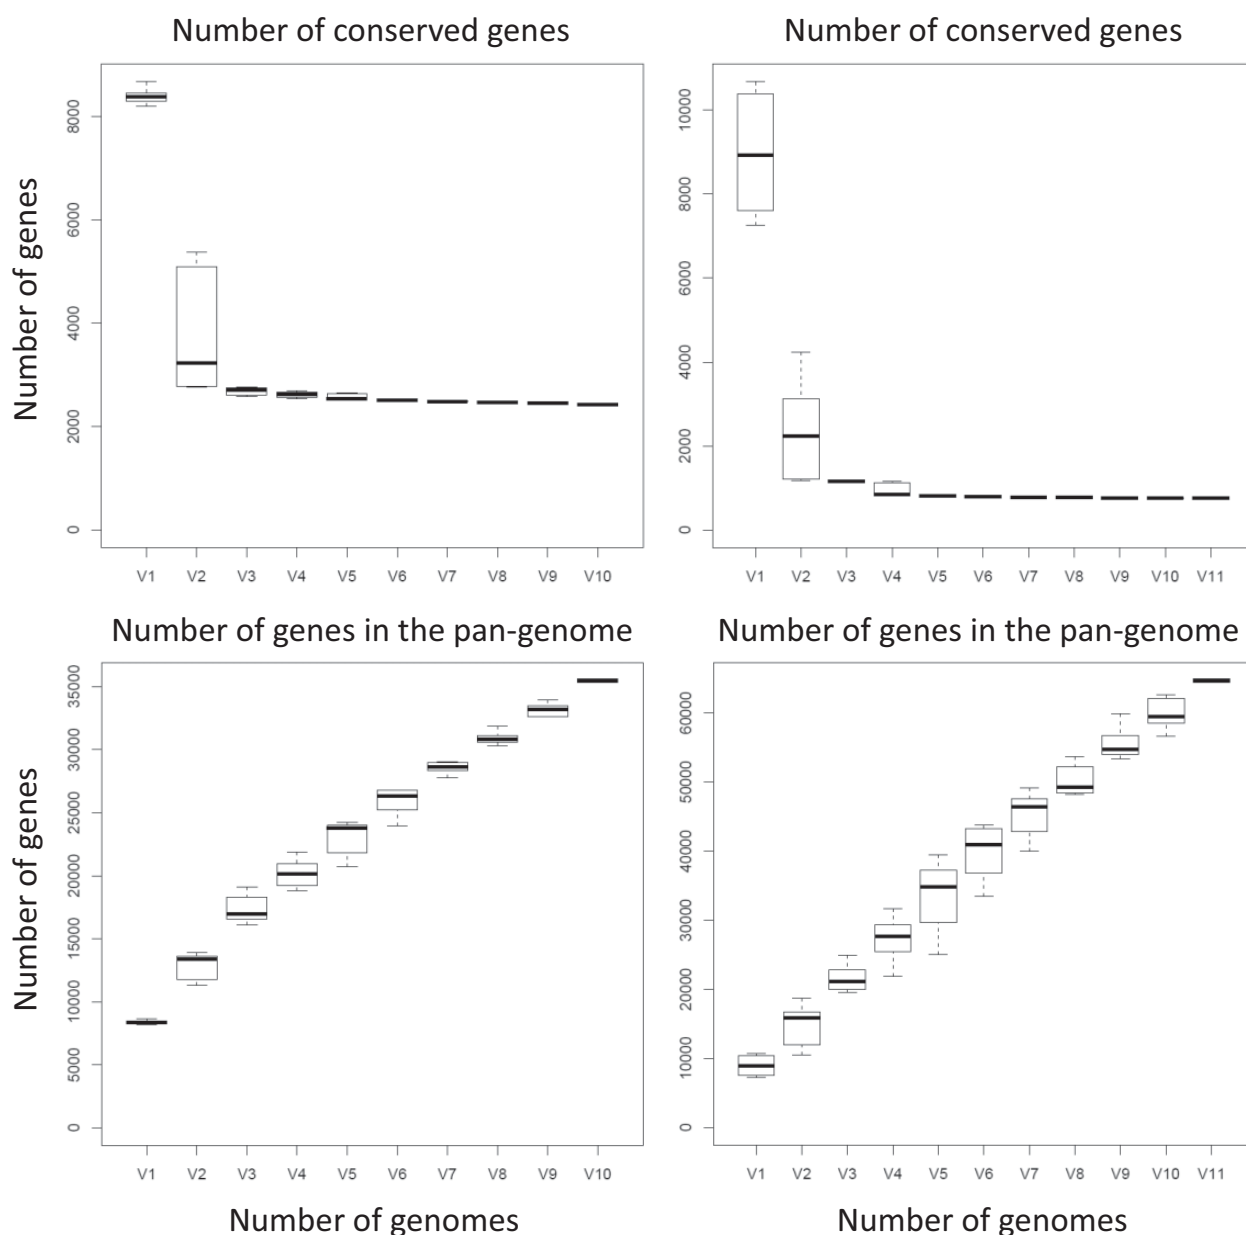 Number of conserved genes
Number of conserved genes
Number of genes
8000
6000
4000
2000
0
V1 V2 V3 V4 V5 V6 V7 V8 V9 V10
10000
8000
6000
4000
2000
0
V1 V2 V3 V4 V5 V6 V7 V8 V9 V10 V11
Number of genes in the pan-genome
Number of genes in the pan-genome
Number of genes
35000
30000
25000
20000
15000
10000
5000
0
V1 V2 V3 V4 V5 V6 V7 V8 V9 V10
60000
50000
40000
30000
20000
10000
0
V1 V2 V3 V4 V5 V6 V7 V8 V9 V10 V11
Number of genomes
Number of genomes